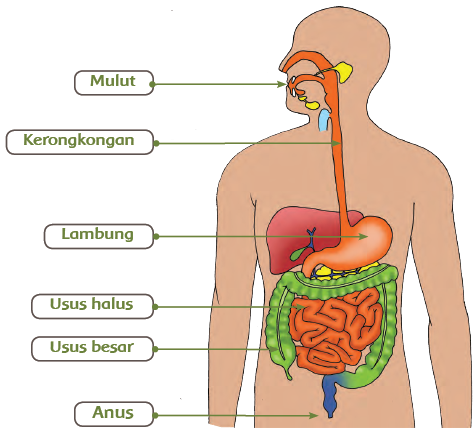 Mulut
Kerongkongan
Lambung
Usus halus
Usus besar
Anus